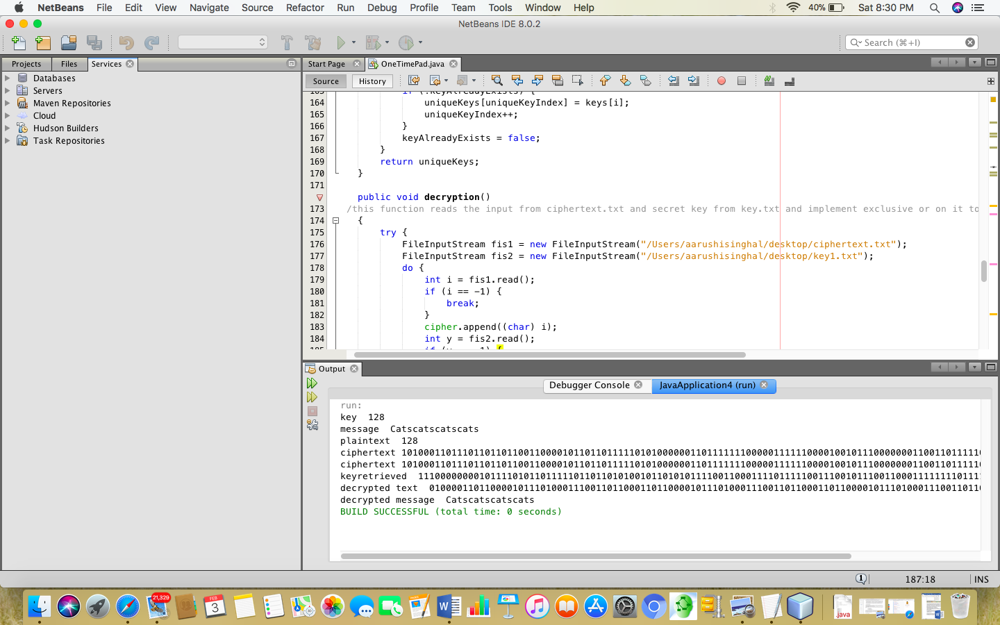 NetBeans File Edit View Navigate Source Refactor Run Debug Profile Team Tools Window Help 40% Sat 8:30 PM
NetBeans IDE 8.0.2
Search (⌘+I)
Projects Files Services
Start Page OneTimePad.java
Source History
Databases
Servers
Maven Repositories
Cloud
Hudson Builders
Task Repositories
163 if (!keyAlreadyExists) {
164 uniqueKeys[uniqueKeyIndex] = keys[i];
165 uniqueKeyIndex++;
166 }
167 keyAlreadyExists = false;
168 }
169 return uniqueKeys;
170 }
171
public void decryption()
173 /this function reads the input from ciphertext.txt and secret key from key.txt and implement exclusive or on it to
174 {
175 try {
176 FileInputStream fis1 = new FileInputStream("/Users/aarushisinghal/desktop/ciphertext.txt");
177 FileInputStream fis2 = new FileInputStream("/Users/aarushisinghal/desktop/key1.txt");
178 do {
179 int i = fis1.read();
180 if (i == -1) {
181 break;
182 }
183 cipher.append((char) i);
184 int y = fis2.read();
Output
Debugger Console JavaApplication4 (run)
run:
key 128
message Catscatscatscats
plaintext 128
ciphertext
ciphertext
keyretrieved
decrypted text
decrypted message Catscatscatscats
BUILD SUCCESSFUL (total time: 0 seconds)
1 187:18 INS
21,329
FEB
3
.java